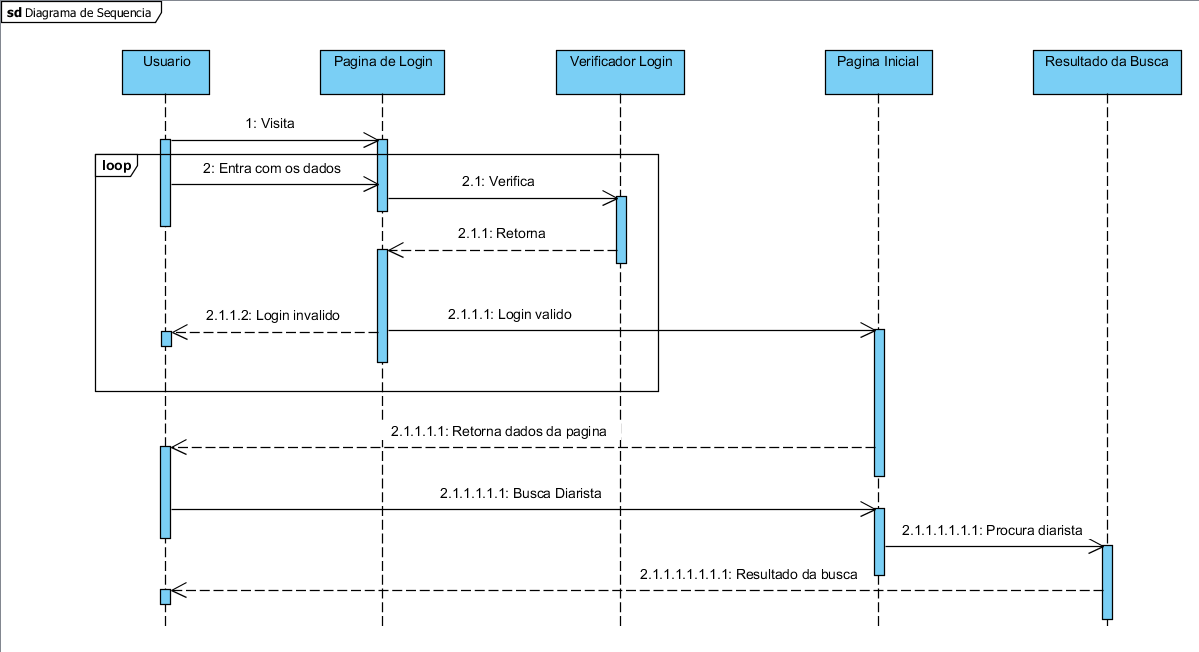 sd Diagrama de Sequencia
Usuario
Pagina de Login
Verificador Login
Pagina Inicial
Resultado da Busca
1: Visita
loop
2: Entra com os dados
2.1: Verifica
2.1.1: Retorna
2.1.1.2: Login invalido
2.1.1.1: Login valido
2.1.1.1.1: Retorna dados da pagina
2.1.1.1.1.1: Busca Diarista
2.1.1.1.1.1.1: Procura diarista
2.1.1.1.1.1.1.1: Resultado da busca